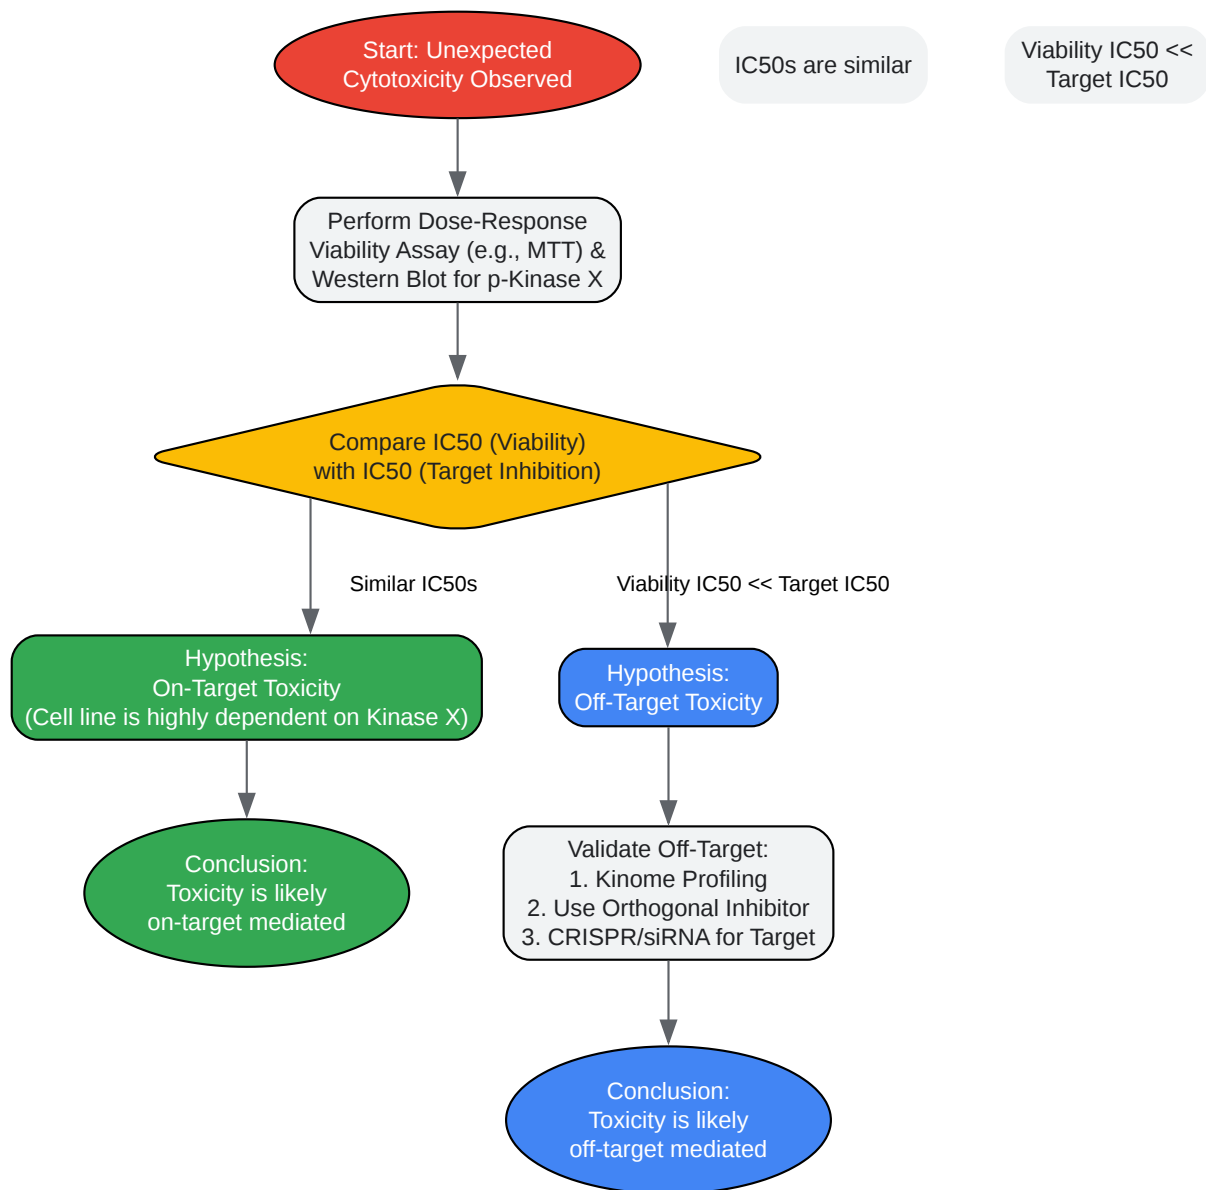 Start: Unexpected
Cytotoxicity Observed
IC50s are similar
Viability IC50 <<
Target IC50
Perform Dose-Response
Viability Assay (e.g., MTT) &
Western Blot for p-Kinase X
Compare IC50 (Viability)
with IC50 (Target Inhibition)
Similar IC50s
Viability IC50 << Target IC50
Hypothesis:
On-Target Toxicity
(Cell line is highly dependent on Kinase X)
Hypothesis:
Off-Target Toxicity
Conclusion:
Toxicity is likely
on-target mediated
Validate Off-Target:
1. Kinome Profiling
2. Use Orthogonal Inhibitor
3. CRISPR/siRNA for Target
Conclusion:
Toxicity is likely
off-target mediated